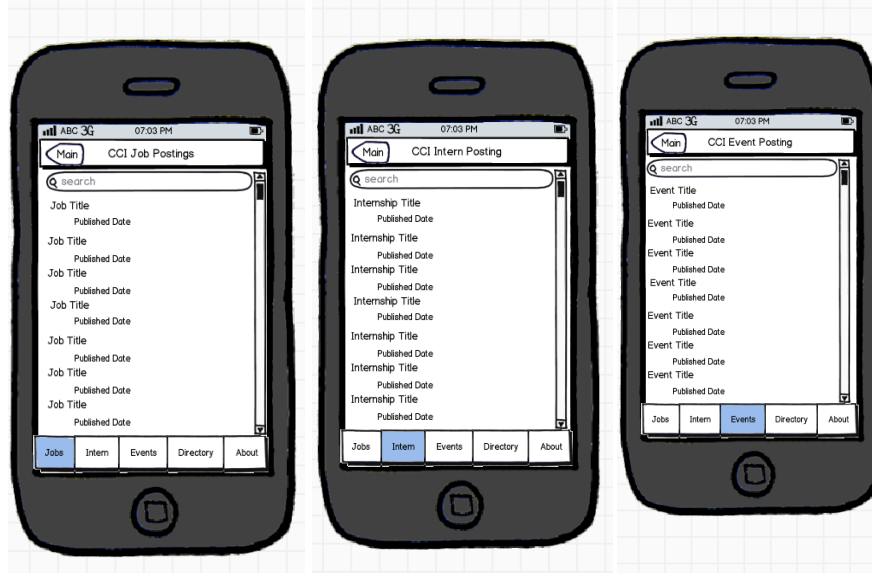 ABC 3G 07:03 PM
Main CCI Job Postings
search
Job Title
Published Date
Job Title
Published Date
Job Title
Published Date
Job Title
Published Date
Job Title
Published Date
Job Title
Published Date
Job Title
Published Date
Jobs Intern Events Directory About
ABC 3G 07:03 PM
Main CCI Intern Posting
search
Internship Title
Published Date
Internship Title
Published Date
Internship Title
Published Date
Internship Title
Published Date
Internship Title
Published Date
Internship Title
Published Date
Internship Title
Published Date
Jobs Intern Events Directory About
ABC 3G 07:03 PM
Main CCI Event Posting
search
Event Title
Published Date
Event Title
Published Date
Event Title
Published Date
Event Title
Published Date
Event Title
Published Date
Event Title
Published Date
Event Title
Published Date
Jobs Intern Events Directory About